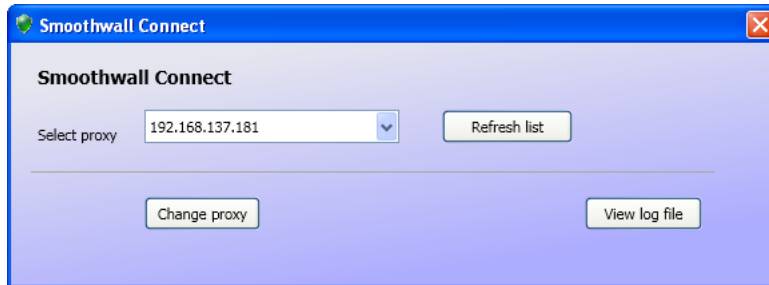 Smoothwall Connect
Smoothwall Connect
Select proxy 192.168.137.181 Refresh list
Change proxy View log file